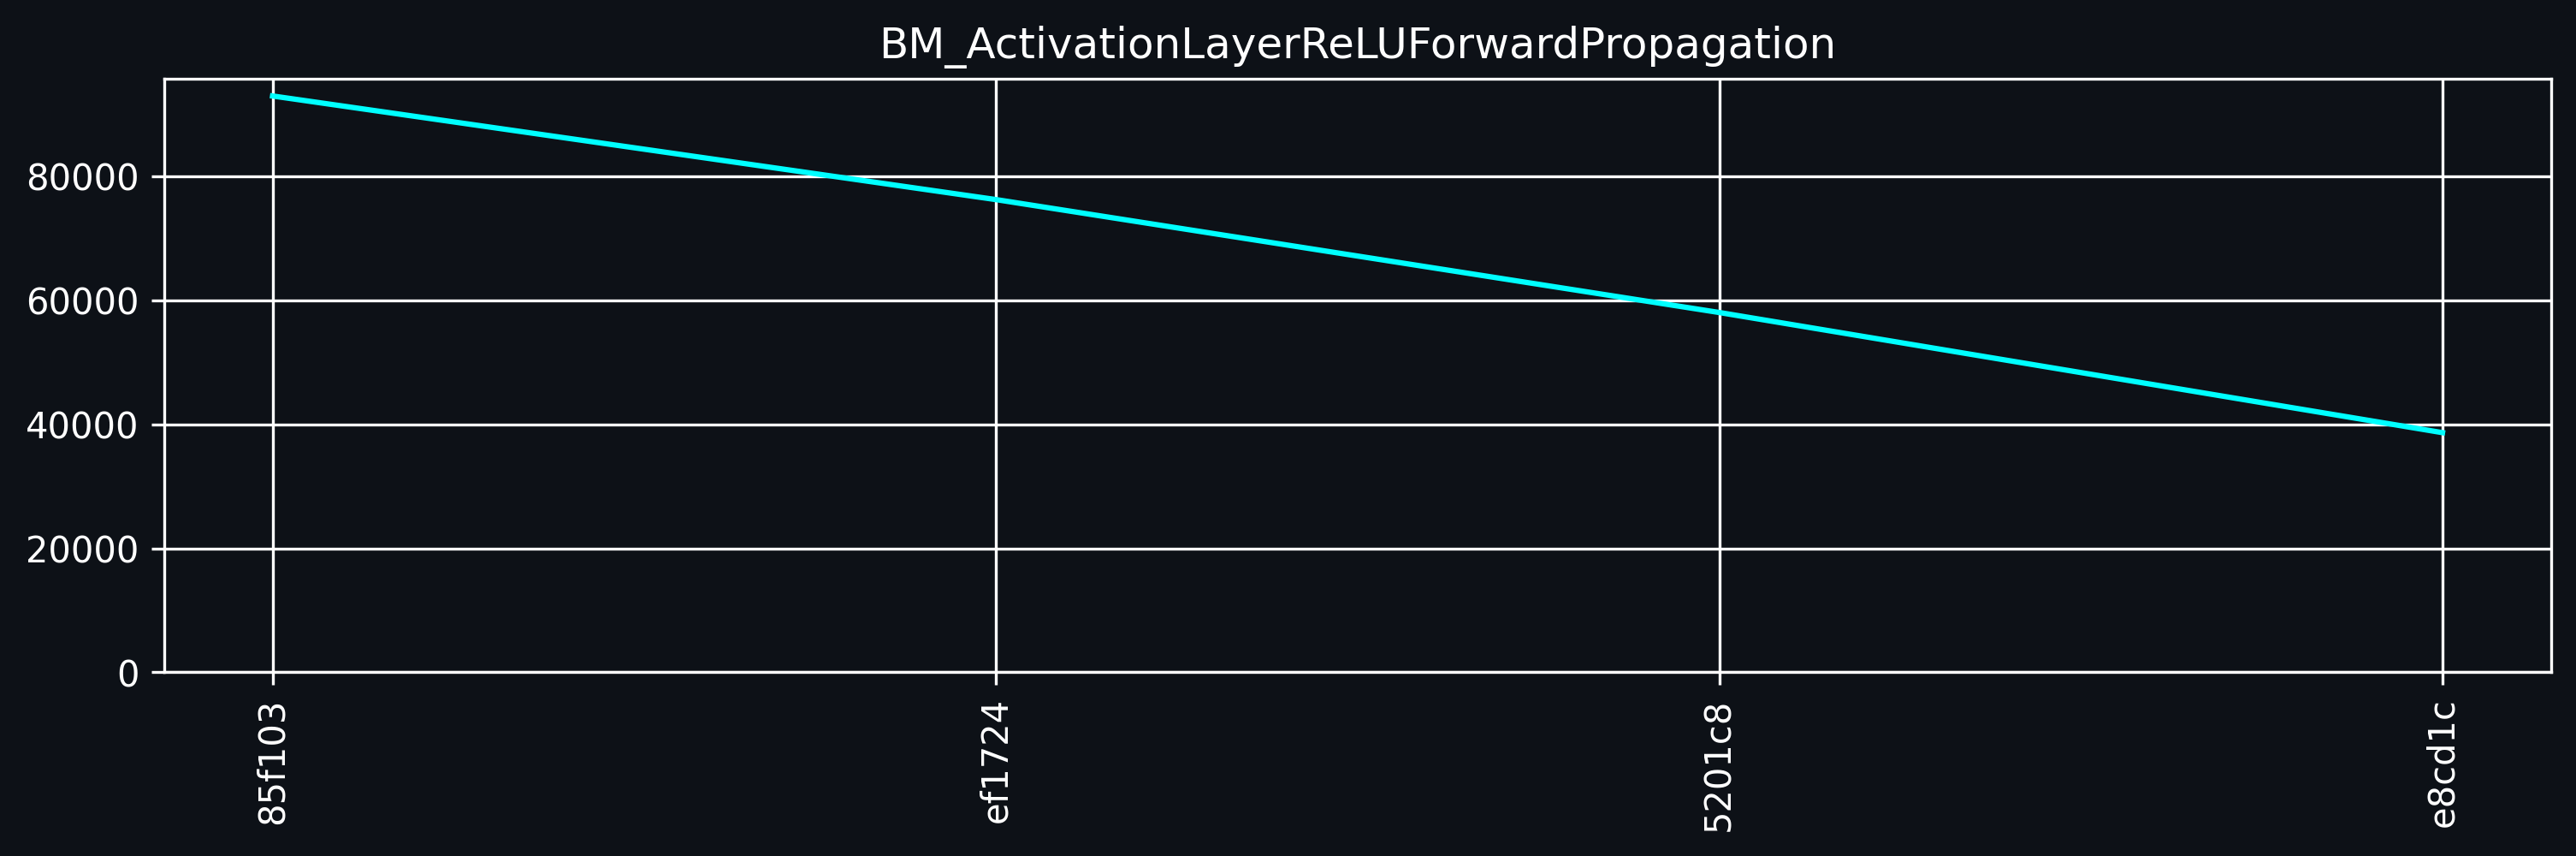 BM_ActivationLayerReLUForwardPropagation
80000
60000
40000
20000
0
85f103
ef1724
5201c8
e8cd1c